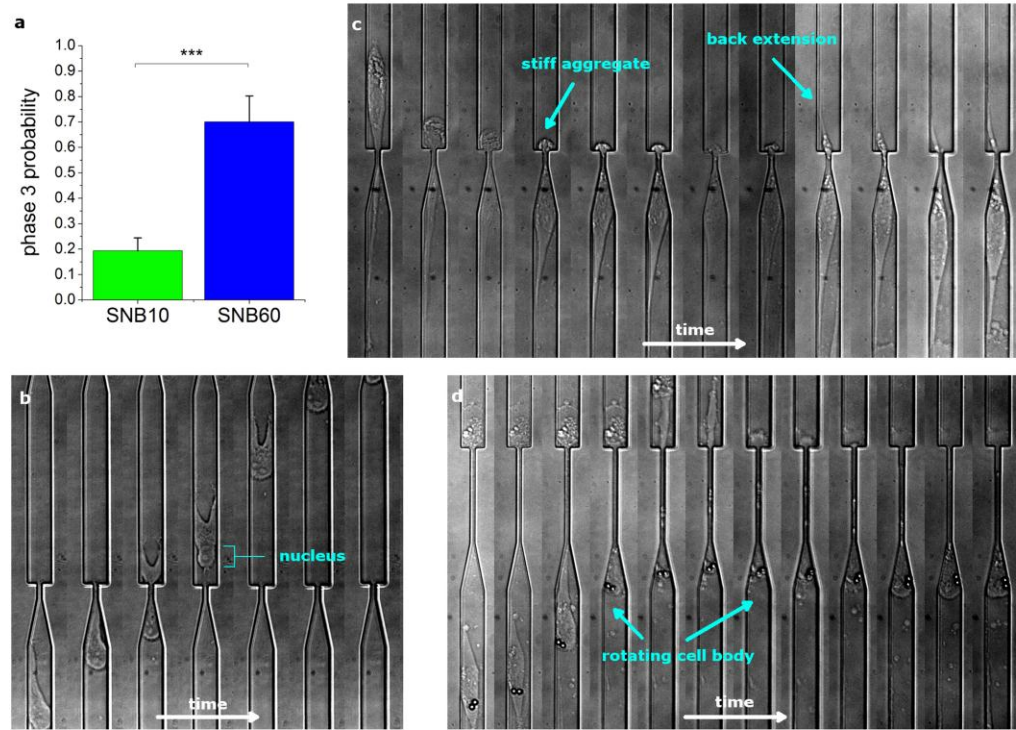 a
***
phase 3 probability
1.0
0.9
0.8
0.7
0.6
0.5
0.4
0.3
0.2
0.1
0.0
SNB10
SNB60
c
stiff aggregate
back extension
time
b
nucleus
time
d
rotating cell body
time